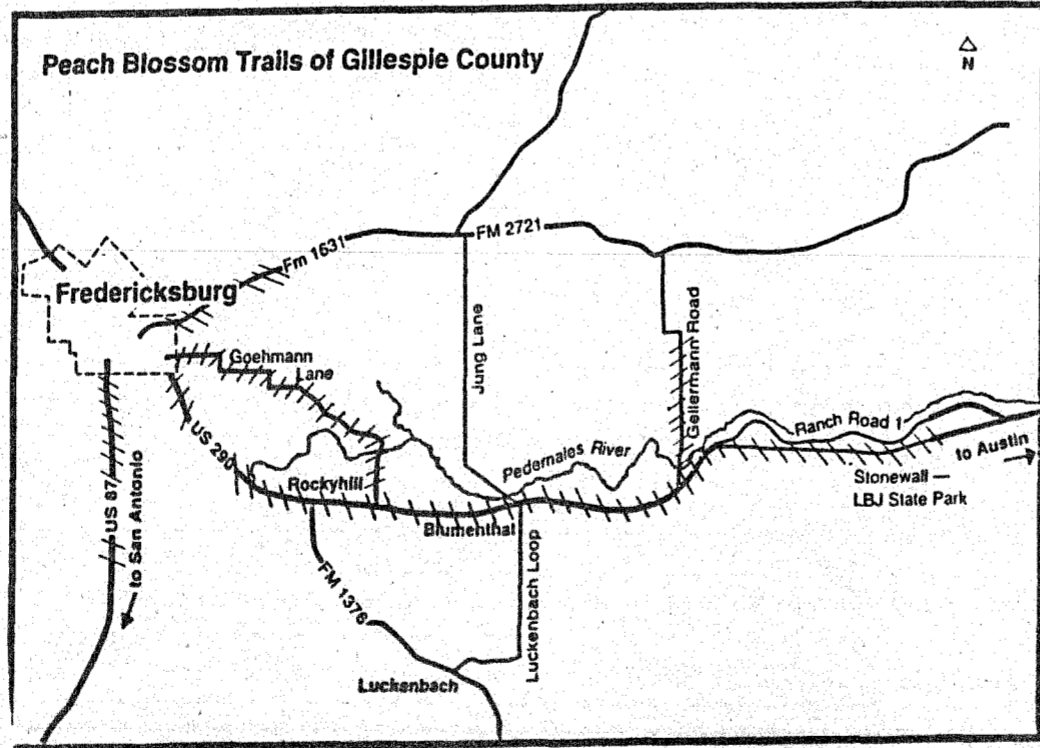 Peach Blossom Trails of Gillespie County
N
Fm 1631
FM 2721
Fredericksburg
Goehmann
Lane
Jung Lane
Gellermann Road
US 290
Rockyhill
Pedernales River
Ranch Road 1
to Austin
Stonewall —
LBJ State Park
Blumenthal
US 87
to San Antonio
FM 1376
Luckenbach Loop
Luckenbach